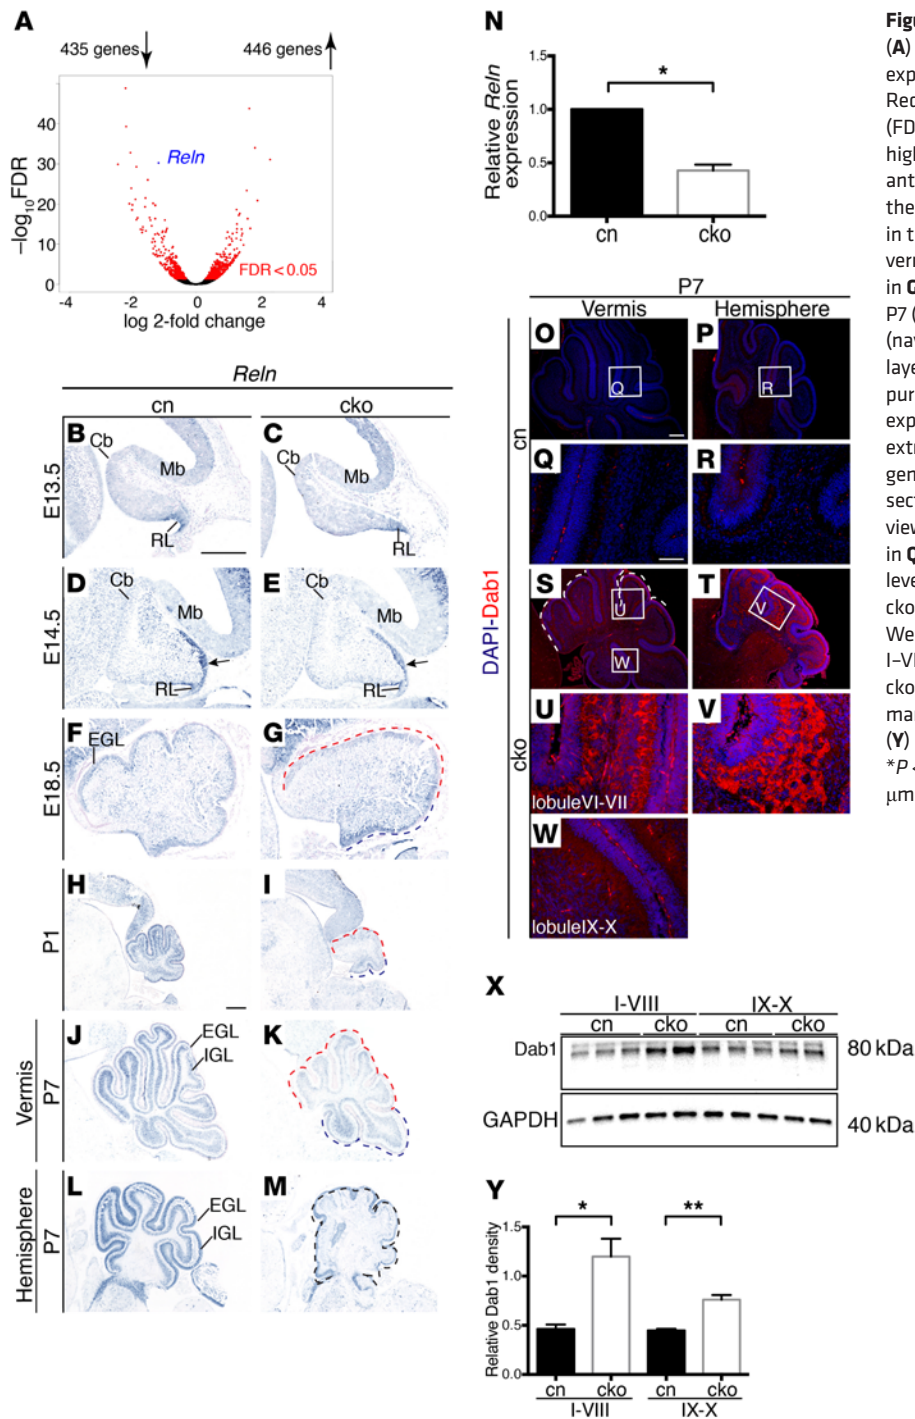 A
435 genes
446 genes
40
30
20
10
0
−log10FDR
Reln
FDR < 0.05
-4
-2
0
2
4
log 2-fold change
Reln
cn
cko
E13.5
B
Cb
Mb
RL
C
Cb
Mb
RL
E14.5
D
Cb
Mb
RL
E
Cb
Mb
RL
E18.5
F
EGL
G
P1
H
I
Vermis
P7
J
EGL
IGL
K
Hemisphere
P7
L
EGL
IGL
M
N
Relative Reln
expression
1.5
1.0
0.5
0.0
*
cn
cko
P7
Vermis
Hemisphere
DAPI-Dab1
cn
O
Q
P
R
Q
R
cko
S
U
W
T
V
U
lobuleVI-VII
V
W
lobuleIX-X
X
I-VIII
IX-X
cn
cko
cn
cko
Dab1
80 kDa
GAPDH
40 kDa
Y
Relative Dab1 density
1.5
1.0
0.5
0.0
*
**
cn
cko
cn
cko
I-VIII
IX-X
Figu
(A)
exp
Rec
(FD
high
ant
the
in t
verr
in Q
P7 (
(nav
laye
pur
exp
extr
gen
sect
view
in Q
leve
cko
We
I–VI
cko
mar
(Y)
*P <
μm